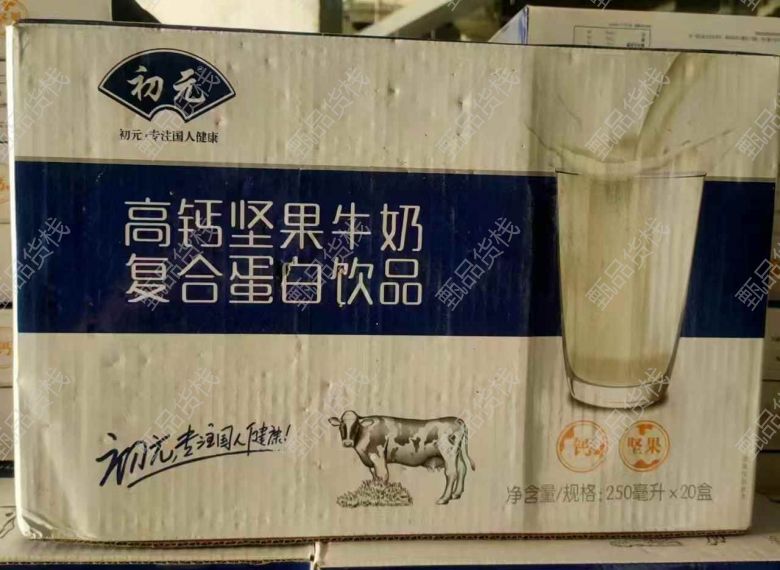 初元
初元·专注国人健康
高钙坚果牛奶
复合蛋白饮品
初元,专注国人健康!
钙
坚果
净含量/规格:250毫升×20盒
甄品货栈